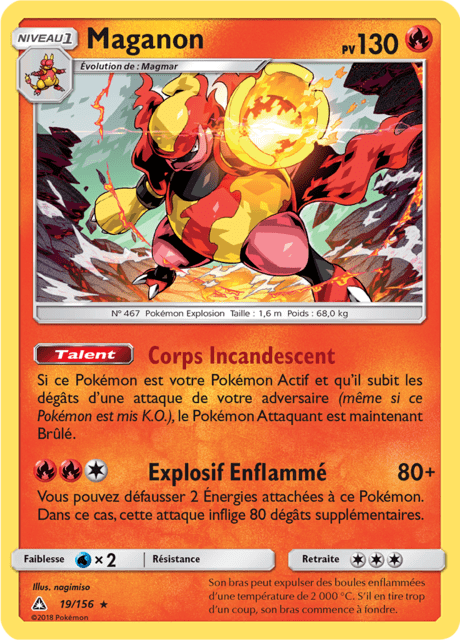 NIVEAU 1
Maganon
PV 130
Évolution de : Magmar
N° 467 Pokémon Explosion Taille : 1,6 m Poids : 68,0 kg
Talent Corps Incandescent
Si ce Pokémon est votre Pokémon Actif et qu'il subit les
dégâts d'une attaque de votre adversaire (même si ce
Pokémon est mis K.O.), le Pokémon Attaquant est maintenant
Brûlé.
Explosif Enflammé 80+
Vous pouvez défausser 2 Énergies attachées à ce Pokémon.
Dans ce cas, cette attaque inflige 80 dégâts supplémentaires.
Faiblesse × 2 Résistance Retraite
Illus. nagimiso
19/156 ★
©2018 Pokémon
Son bras peut expulser des boules enflammées
d'une température de 2 000 °C. S'il en tire trop
d'un coup, son bras commence à fondre.